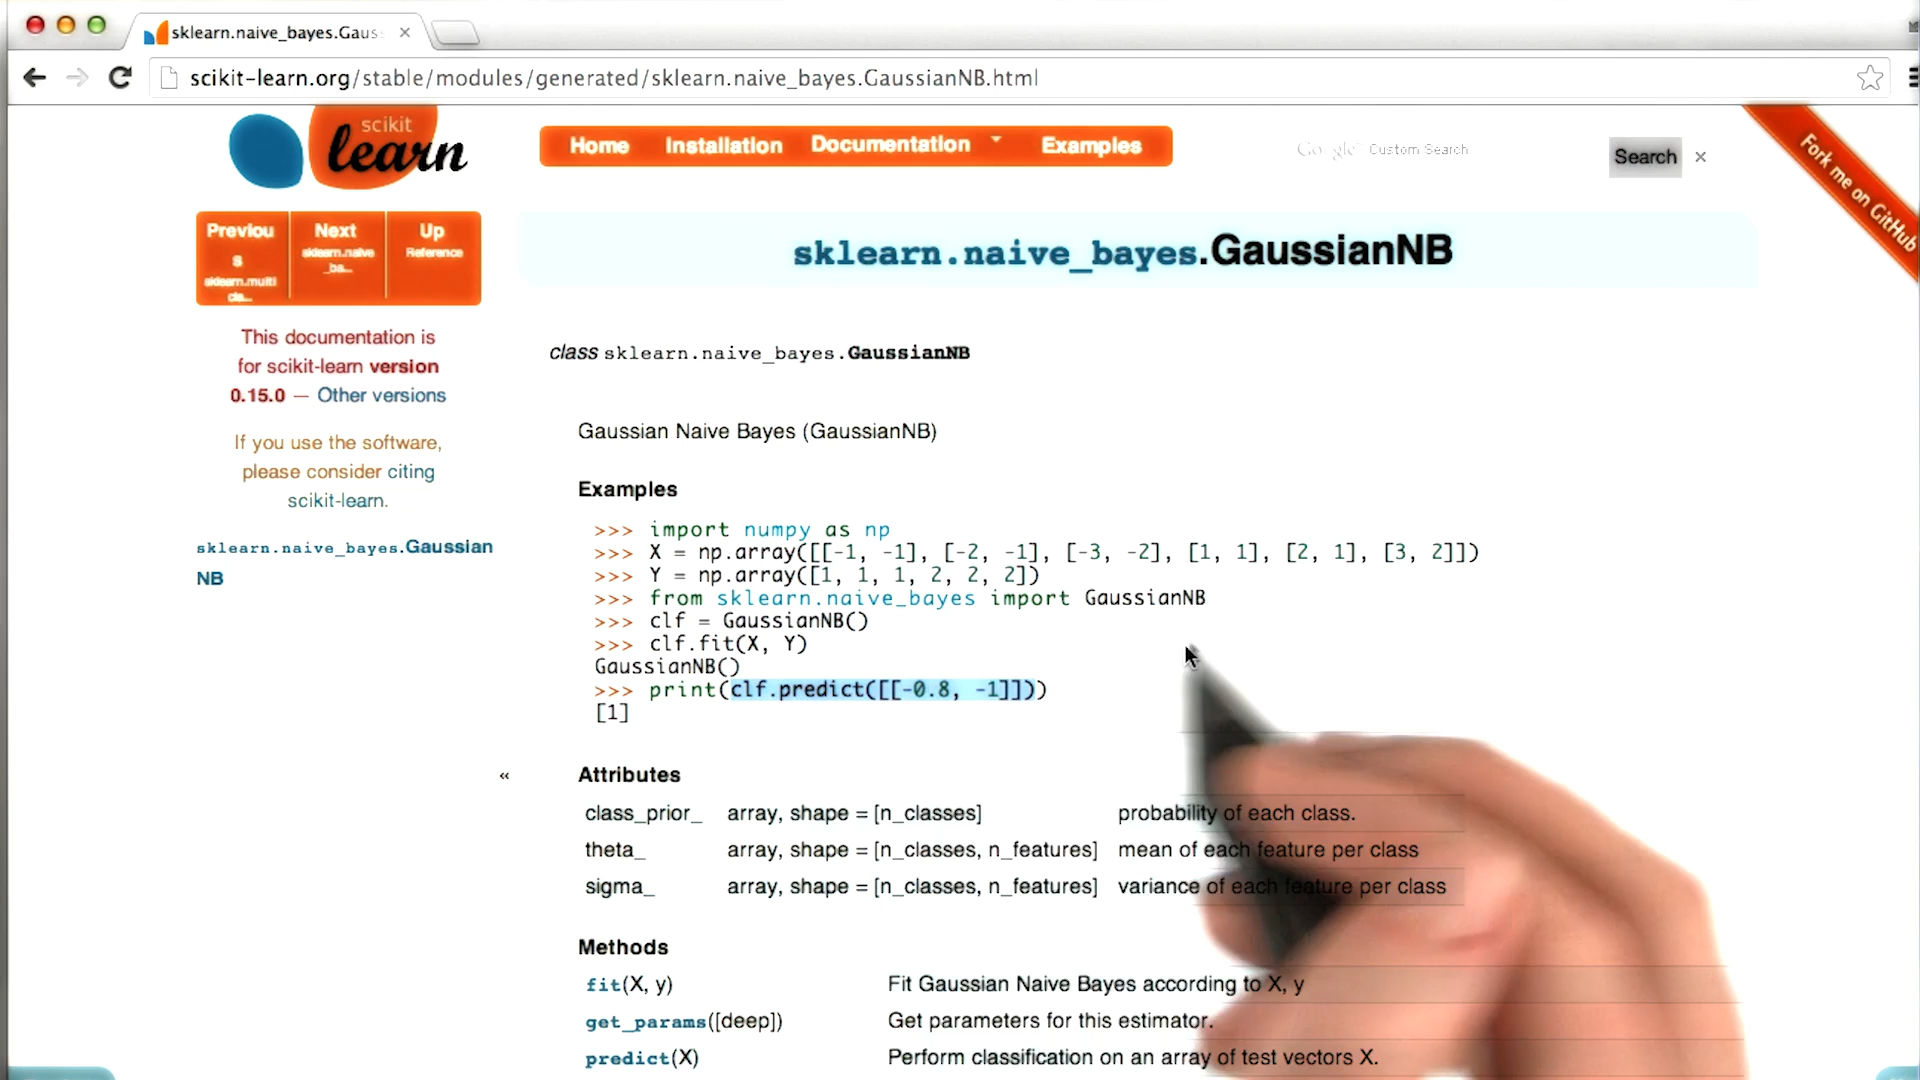 sklearn.naive_bayes.Gaus
scikit-learn.org/stable/modules/generated/sklearn.naive_bayes.GaussianNB.html
scikit
learn
Home Installation Documentation Examples
Google Custom Search
Search ×
Fork me on GitHub
Previou
s
sklearn.multi
cla...
Next
sklearn.naive
_ba...
Up
Reference
This documentation is
for scikit-learn version
0.15.0 — Other versions
If you use the software,
please consider citing
scikit-learn.
sklearn.naive_bayes.Gaussian
NB
sklearn.naive_bayes.GaussianNB
class sklearn.naive_bayes.GaussianNB
Gaussian Naive Bayes (GaussianNB)
Examples
>>> import numpy as np
>>> X = np.array([[-1, -1], [-2, -1], [-3, -2], [1, 1], [2, 1], [3, 2]])
>>> Y = np.array([1, 1, 1, 2, 2, 2])
>>> from sklearn.naive_bayes import GaussianNB
>>> clf = GaussianNB()
>>> clf.fit(X, Y)
GaussianNB()
>>> print(clf.predict([[-0.8, -1]]))
[1]
«
Attributes
class_prior_ array, shape = [n_classes] probability of each class.
theta_ array, shape = [n_classes, n_features] mean of each feature per class
sigma_ array, shape = [n_classes, n_features] variance of each feature per class
Methods
fit(X, y) Fit Gaussian Naive Bayes according to X, y
get_params([deep]) Get parameters for this estimator.
predict(X) Perform classification on an array of test vectors X.